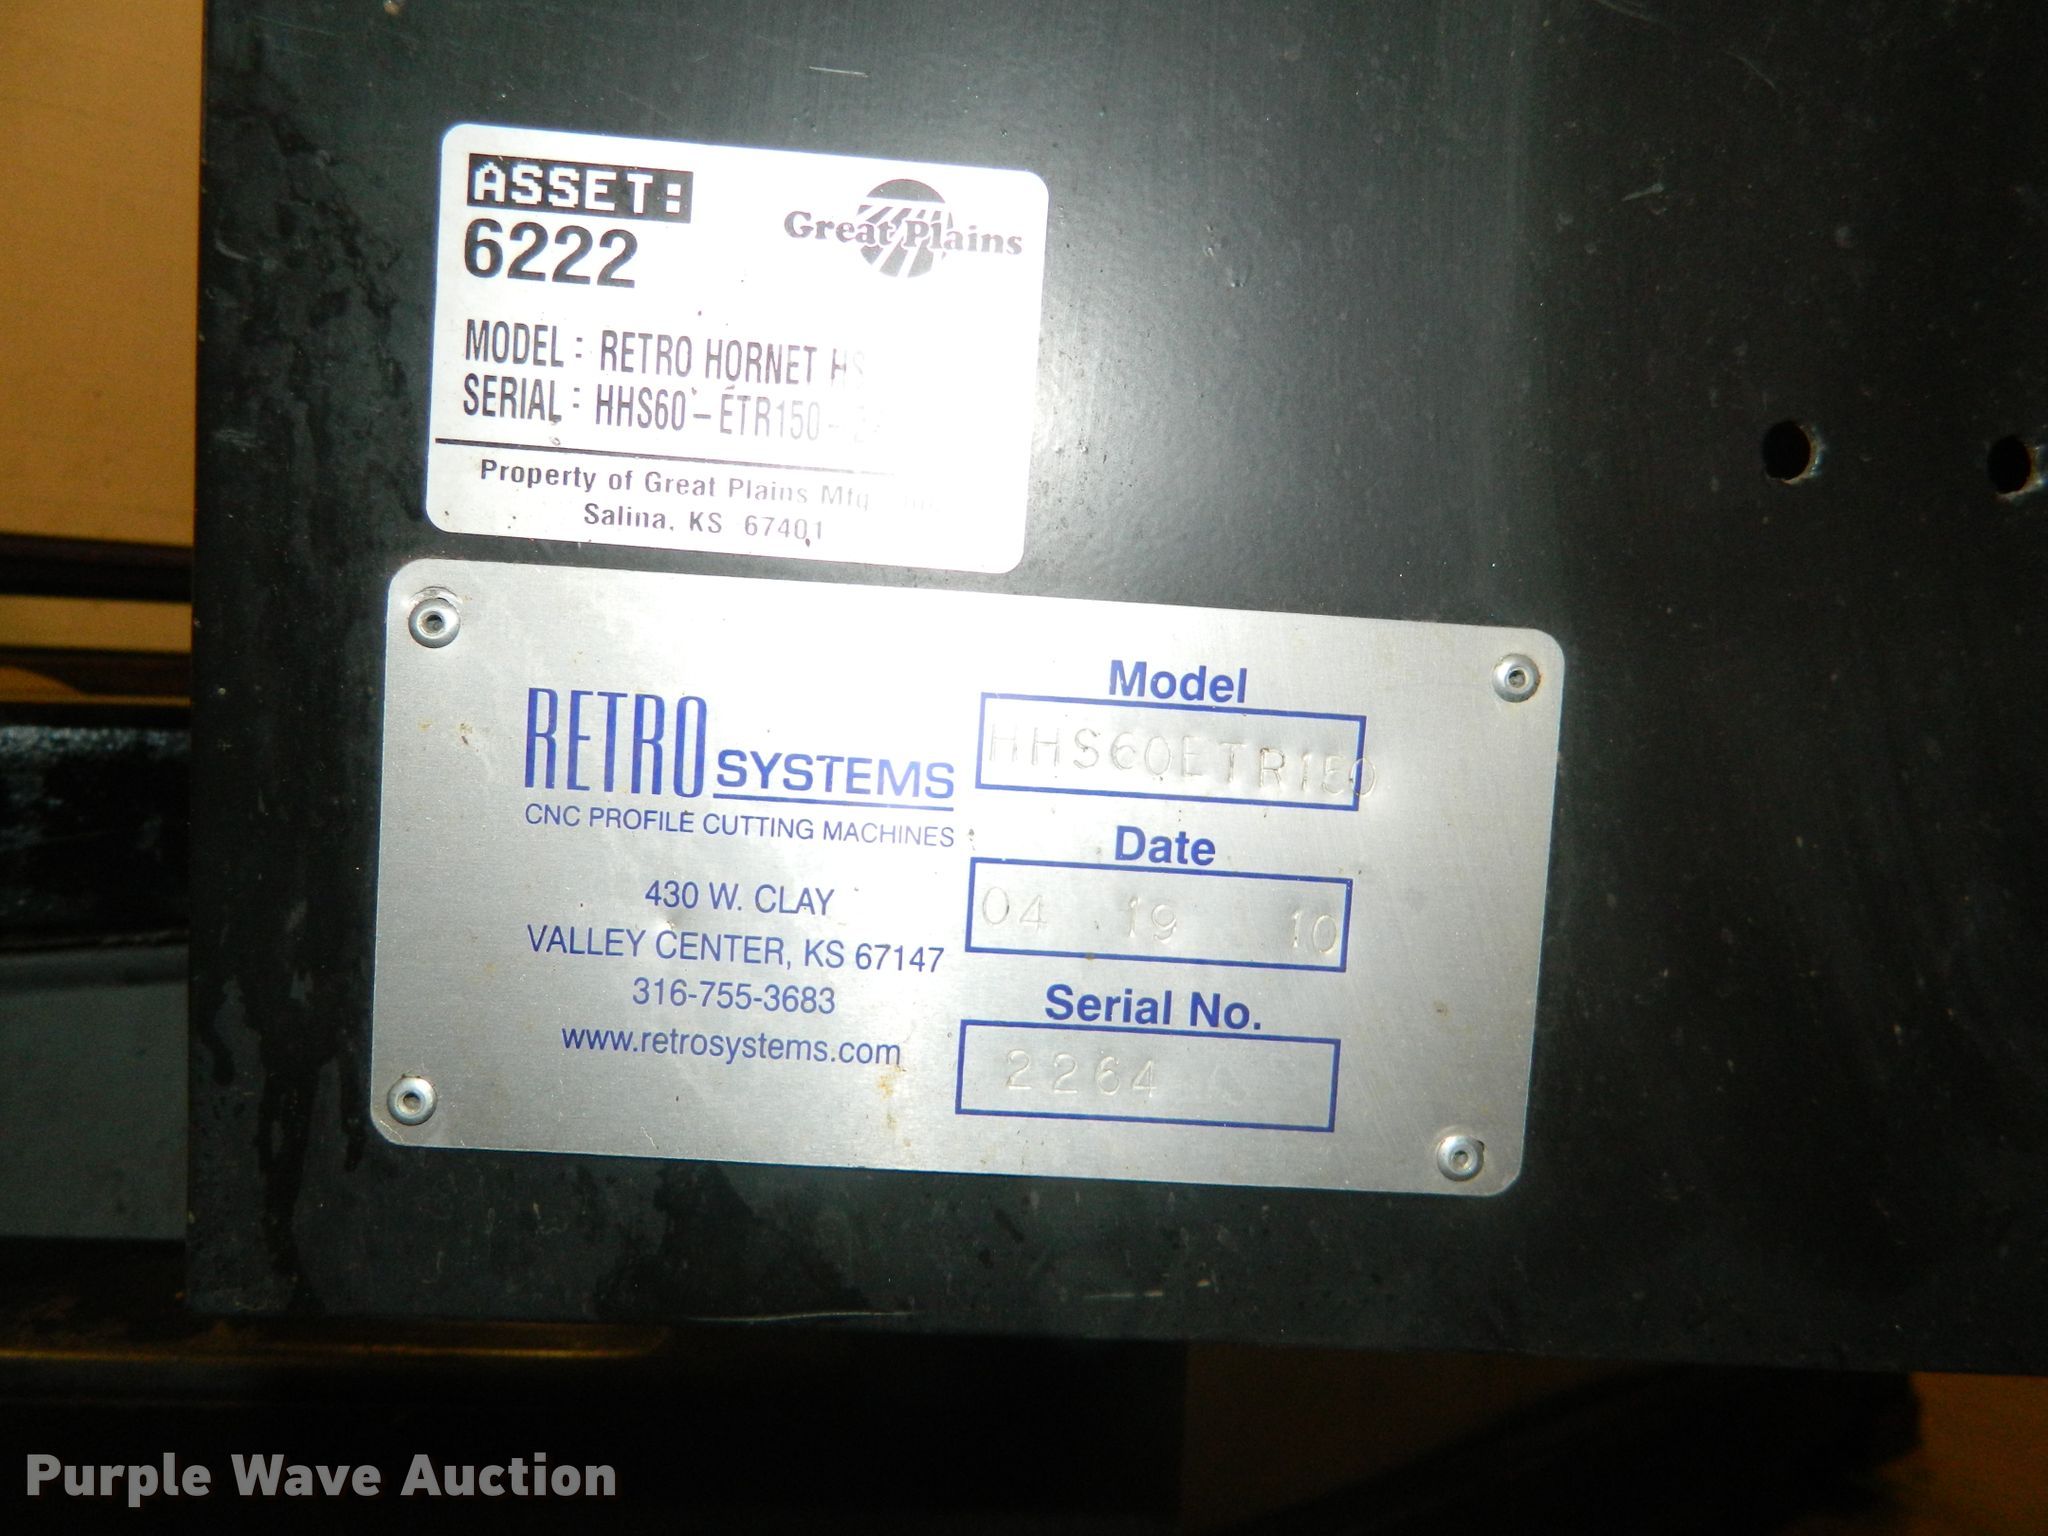 ASSET:
6222
Great Plains
MODEL: RETRO HORNET HS
SERIAL: HHS60-ETR150-
Property of Great Plains Mfg
Salina, KS 67401
RETRO SYSTEMS
CNC PROFILE CUTTING MACHINES
430 W. CLAY
VALLEY CENTER, KS 67147
316-755-3683
www.retrosystems.com
Model
HHS60ETR150
Date
04 19 10
Serial No.
2264
Purple Wave Auction